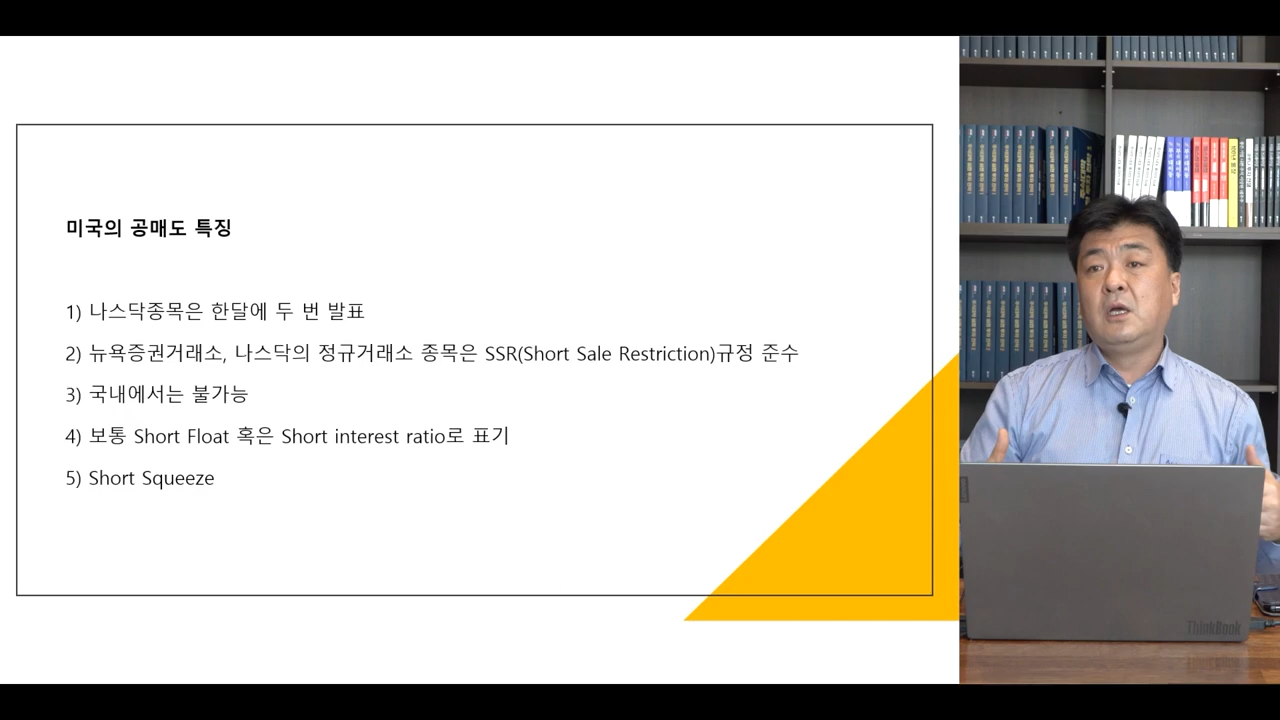 미국의 공매도 특징
1) 나스닥종목은 한달에 두 번 발표
2) 뉴욕증권거래소, 나스닥의 정규거래소 종목은 SSR(Short Sale Restriction)규정 준수
3) 국내에서는 불가능
4) 보통 Short Float 혹은 Short interest ratio로 표기
5) Short Squeeze
ThinkBook